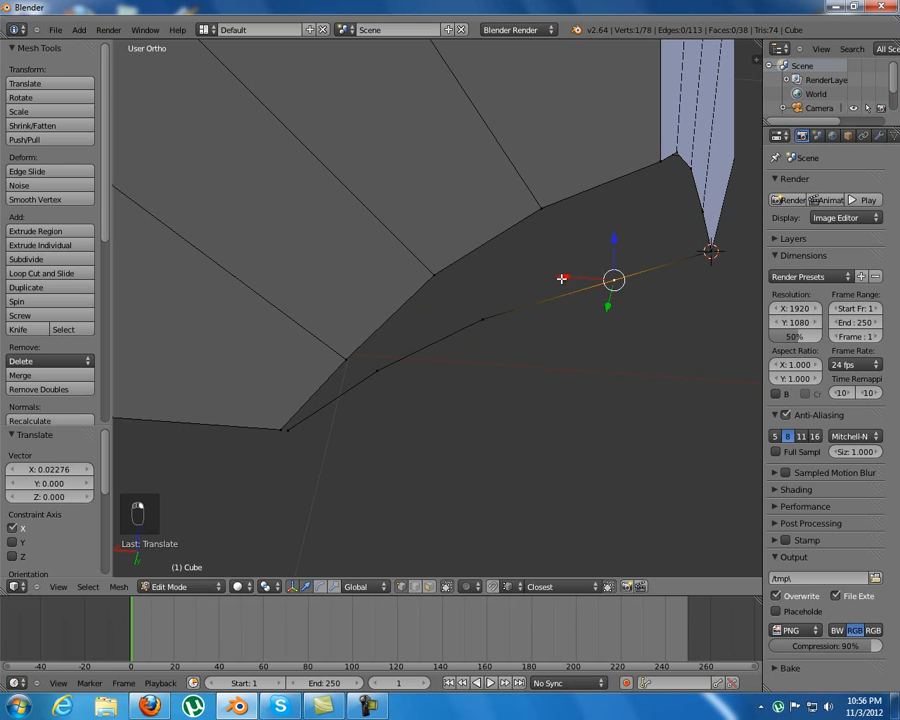 Blender
File
Add
Render
Window
Help
Default
Scene
Blender Render
v2.64 | Verts:1/78 | Edges:0/113 | Faces:0/38 | Tris:74 | Cube
View
Search
All Sce
Mesh Tools
User Ortho
Scene
RenderLaye
World
Camera
Transform:
Translate
Rotate
Scale
Shrink/Fatten
Push/Pull
Deform:
Edge Slide
Noise
Smooth Vertex
Add:
Extrude Region
Extrude Individual
Subdivide
Loop Cut and Slide
Duplicate
Spin
Screw
Knife
Select
Remove:
Delete
Merge
Remove Doubles
Normals:
Recalculate
Translate
Vector
X: 0.02276
Y: 0.000
Z: 0.000
Constraint Axis
X
Y
Z
Orientation
Last: Translate
(1) Cube
Scene
Render
Render
Animat
Play
Display:
Image Editor
Layers
Dimensions
Render Presets
Resolution:
Frame Range:
X: 1920
Start Fr: 1
Y: 1080
End : 250
50%
Frame : 1
Aspect Ratio:
Frame Rate:
X: 1.000
24 fps
Y: 1.000
Time Remappi
B
Cr
10
10
Anti-Aliasing
5
8
11
16
Mitchell-N
Full Sampl
Siz: 1.000
Sampled Motion Blur
Shading
Performance
Post Processing
Stamp
Output
/tmp\
Overwrite
File Exte
Placeholde
PNG
BW
RGB
RGB
Compression: 90%
Bake
View
Select
Mesh
Edit Mode
Global
Closest
-40
-20
0
20
40
60
80
100
120
140
160
180
200
220
240
260
View
Marker
Frame
Playback
Start: 1
End: 250
1
No Sync
10:56 PM
11/3/2012